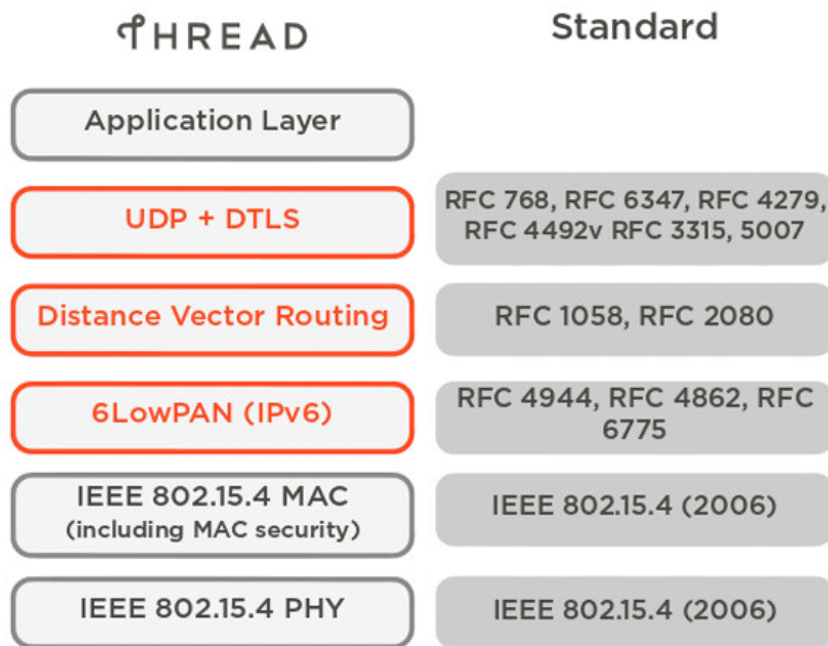 THREAD
Standard
Application Layer
UDP + DTLS
RFC 768, RFC 6347, RFC 4279,
RFC 4492v RFC 3315, 5007
Distance Vector Routing
RFC 1058, RFC 2080
6LowPAN (IPv6)
RFC 4944, RFC 4862, RFC
6775
IEEE 802.15.4 MAC
(including MAC security)
IEEE 802.15.4 (2006)
IEEE 802.15.4 PHY
IEEE 802.15.4 (2006)